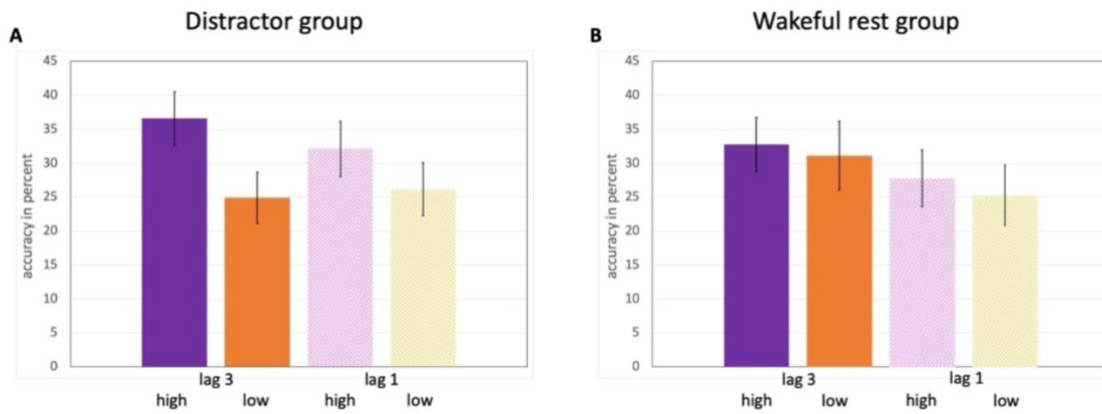 Distractor group
A
accuracy in percent
45
40
35
30
25
20
15
10
5
0
lag 3 lag 1
high low high low
Wakeful rest group
B
accuracy in percent
45
40
35
30
25
20
15
10
5
0
lag 3 lag 1
high low high low